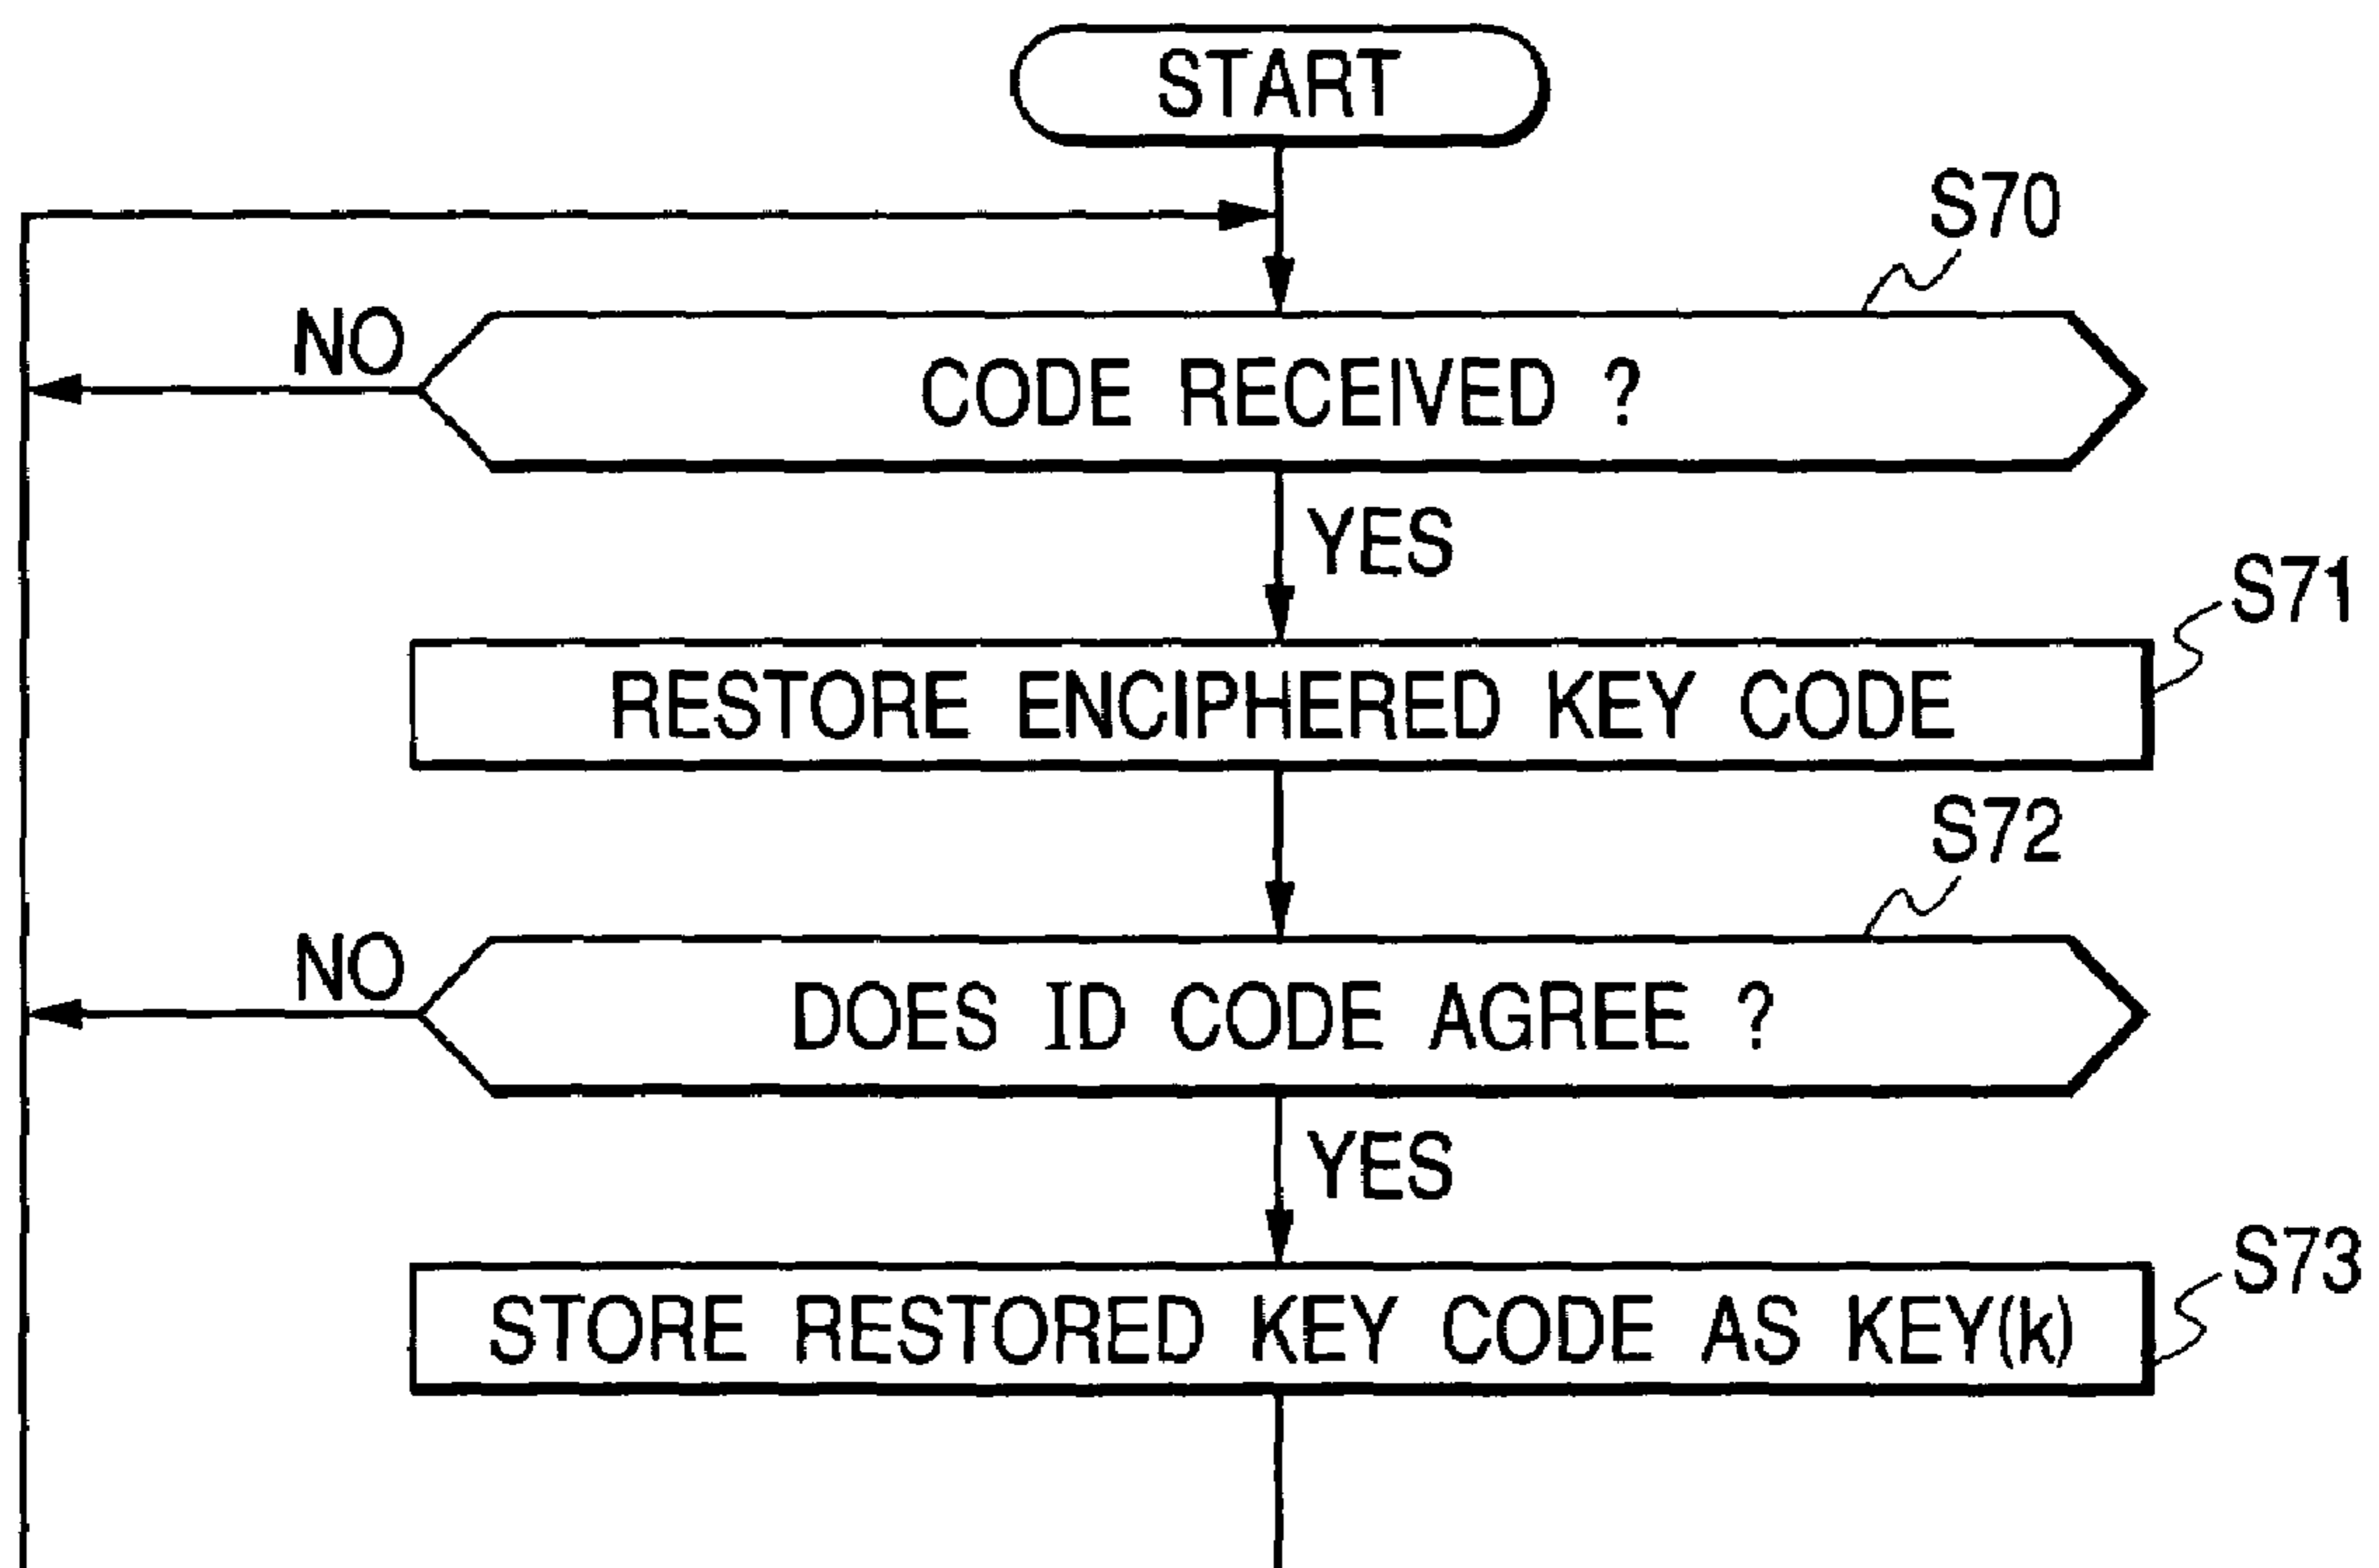 START
S70
NO
CODE RECEIVED ?
YES
S71
RESTORE ENCIPHERED KEY CODE
S72
NO
DOES ID CODE AGREE ?
YES
S73
STORE RESTORED KEY CODE AS KEY(k)